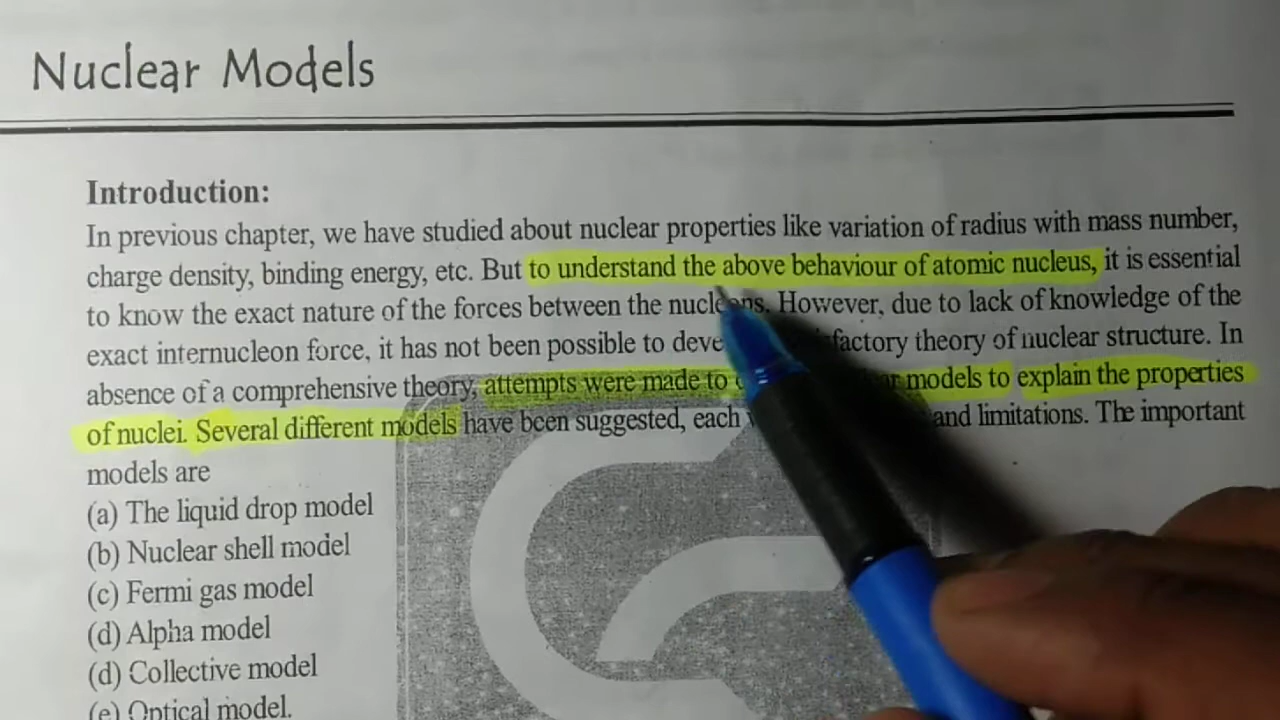 Nuclear Models
Introduction:
In previous chapter, we have studied about nuclear properties like variation of radius with mass number,
charge density, binding energy, etc. But to understand the above behaviour of atomic nucleus, it is essential
to know the exact nature of the forces between the nucleons. However, due to lack of knowledge of the
exact internucleon force, it has not been possible to theory of nuclear structure. In
absence of a comprehensive theory, attempts were made to models to explain the properties
of nuclei. Several different models have been suggested, each and limitations. The important
models are
(a) The liquid drop model
(b) Nuclear shell model
(c) Fermi gas model
(d) Alpha model
(d) Collective model
(e) Optical model.